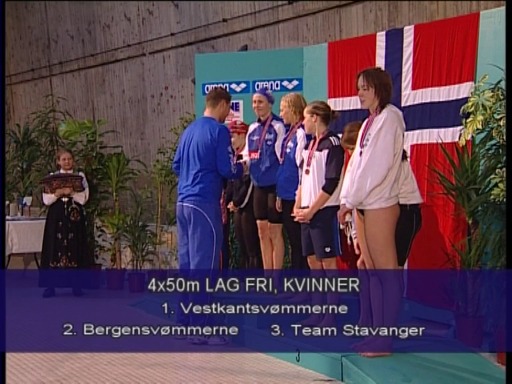 arena arena
4x50m LAG FRI, KVINNER
1. Vestkantsvømmerne
2. Bergensvømmerne 3. Team Stavanger